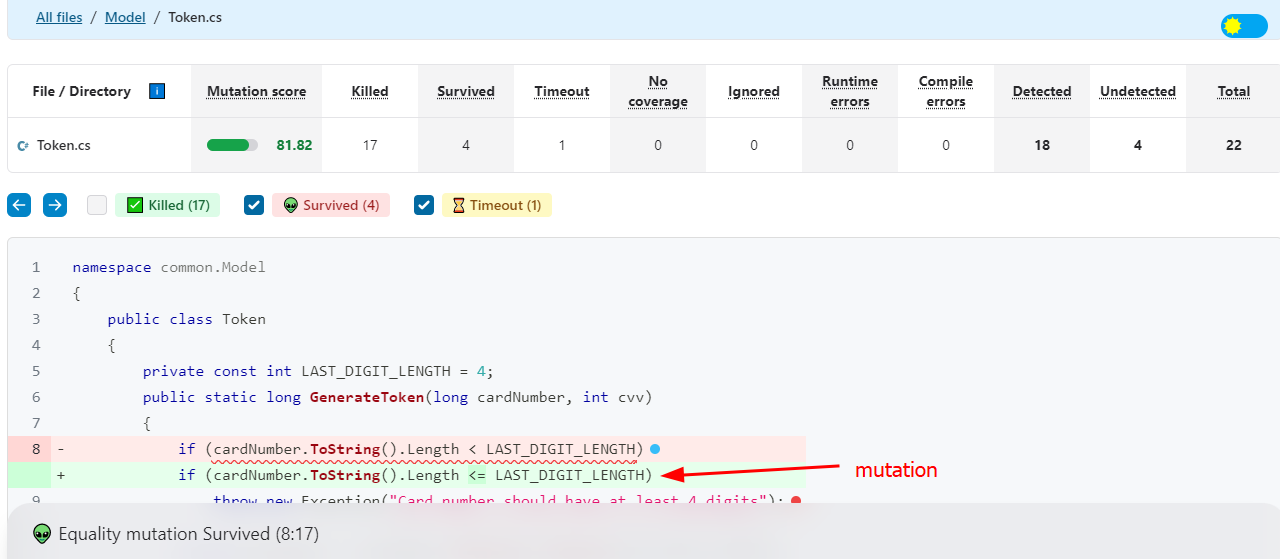 All files / Model / Token.cs
File / Directory i Mutation score Killed Survived Timeout No coverage Ignored Runtime errors Compile errors Detected Undetected Total
C# Token.cs 81.82 17 4 1 0 0 0 0 18 4 22
Killed (17) Survived (4) Timeout (1)
1 namespace common.Model
2 {
3 public class Token
4 {
5 private const int LAST_DIGIT_LENGTH = 4;
6 public static long GenerateToken(long cardNumber, int cvv)
7 {
8 - if (cardNumber.ToString().Length < LAST_DIGIT_LENGTH)
+ if (cardNumber.ToString().Length <= LAST_DIGIT_LENGTH)
mutation
9 throw new Exception("Card number should have at least 4 digits");
Equality mutation Survived (8:17)